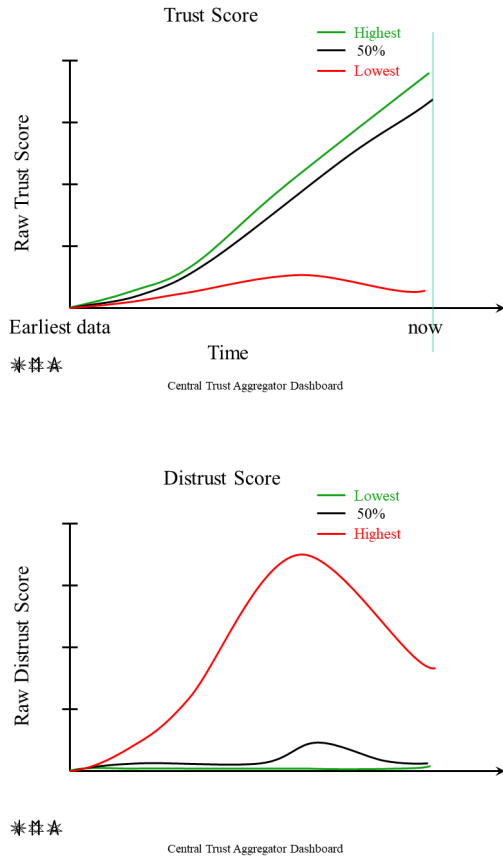 Trust Score
Highest
50%
Lowest
Raw Trust Score
Earliest data
now
Time
Central Trust Aggregator Dashboard
Distrust Score
Lowest
50%
Highest
Raw Distrust Score
Central Trust Aggregator Dashboard